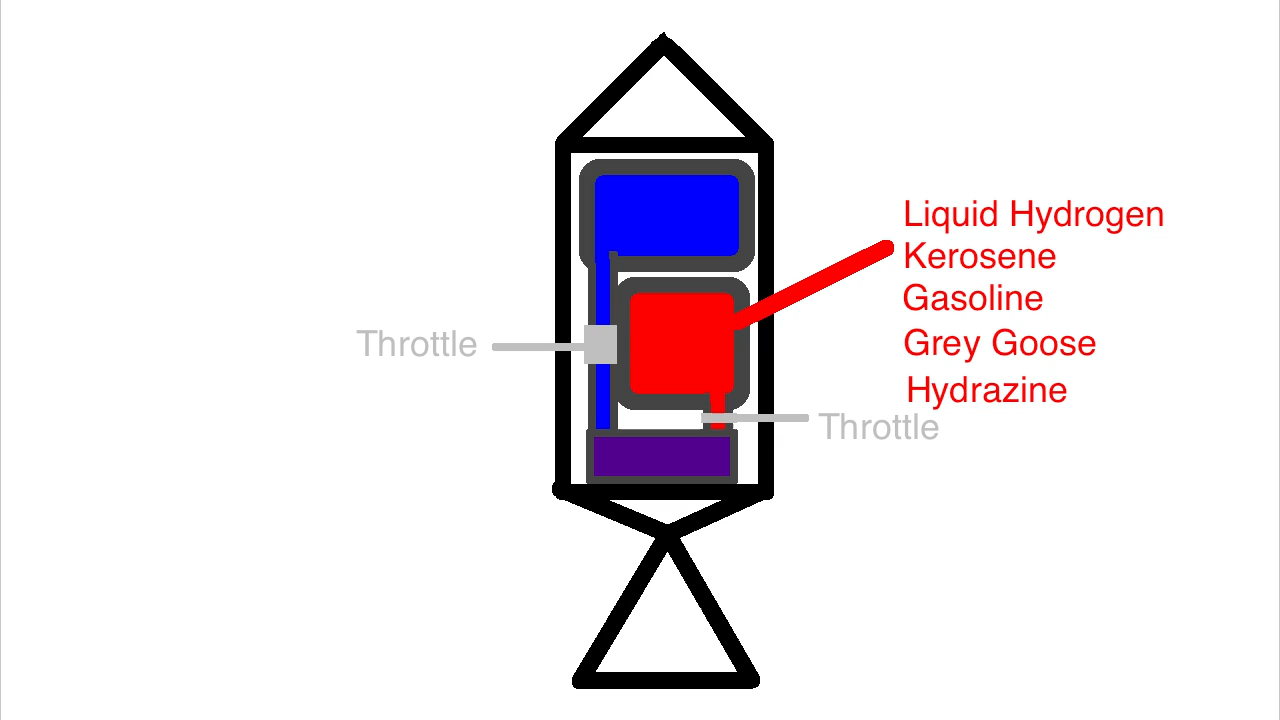 Liquid Hydrogen
Kerosene
Gasoline
Throttle
Grey Goose
Hydrazine
Throttle